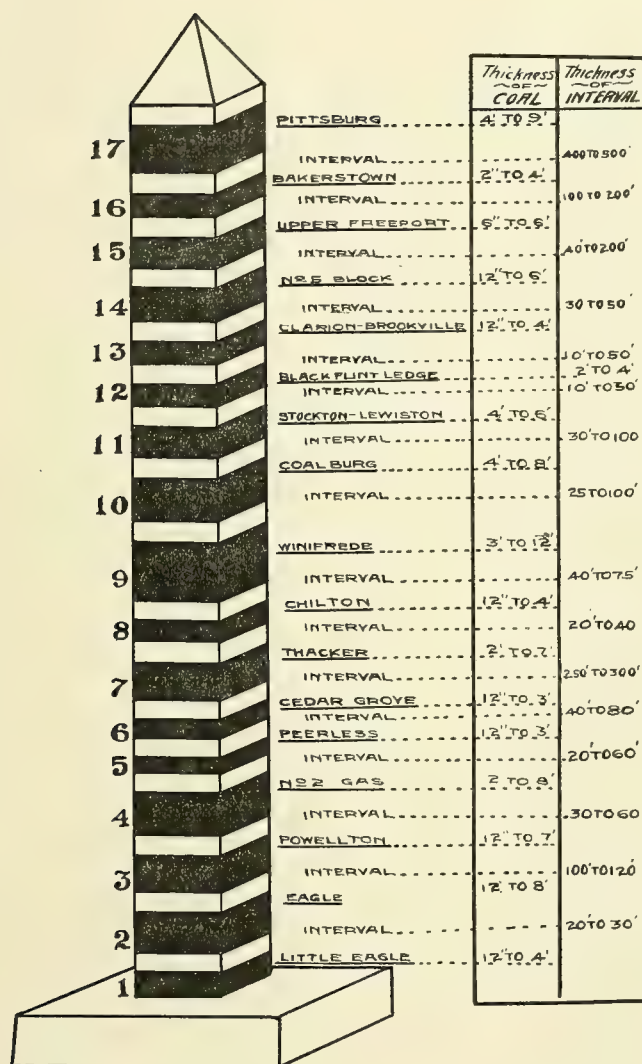 Thickness OF COAL Thickness OF INTERVAL
PITTSBURG 4' TO 9'
17
INTERVAL 400 TO 500'
BAKERSTOWN 2" TO 4'
16 INTERVAL 100 TO 200'
UPPER FREEPORT 6" TO 6'
15 INTERVAL 40' TO 200'
NO 5 BLOCK 12" TO 6'
14 INTERVAL 30 TO 50'
CLARION-BROOKVILLE 12" TO 4'
13 INTERVAL 10' TO 50'
BLACK FLINT LEDGE 2' TO 4'
12 INTERVAL 10' TO 30'
STOCKTON-LEWISTON 4' TO 6'
11 INTERVAL 30' TO 100
COALBURG 4' TO 8'
10 INTERVAL 25 TO 100'
WINIFREDE 3' TO 12'
9 INTERVAL 40' TO 75'
CHILTON 12" TO 4'
8 INTERVAL 20' TO 40
THACKER 2' TO 7'
7 INTERVAL 250' TO 300'
CEDAR GROVE 12" TO 3'
INTERVAL 40' TO 80'
6 PEERLESS 12" TO 3'
5 INTERVAL 20' TO 60'
NO 2 GAS 2 TO 8'
4 INTERVAL 30 TO 60
POWELLTON 12" TO 7'
3 INTERVAL 100' TO 120'
EAGLE 12' TO 8'
2 INTERVAL 20' TO 30'
LITTLE EAGLE 12" TO 4'
1